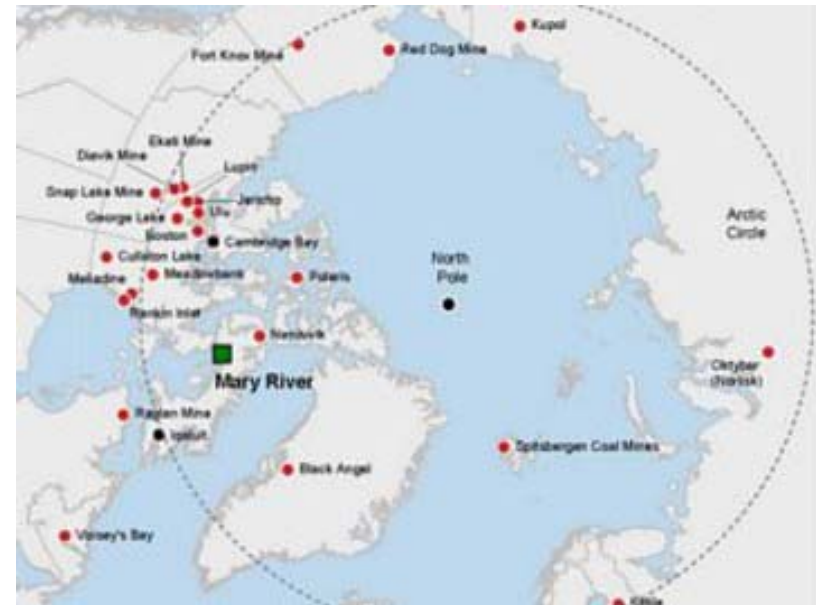 Kupol
Fort Knox Mine
Red Dog Mine
Ekati Mine
Diavik Mine
Lupin
Snap Lake Mine
Jericho
George Lake
Ulu
Boston
Cambridge Bay
Arctic
Circle
Cullaton Lake
North
Pole
Meliadine
Meadowbank
Polaris
Rankin Inlet
Nanisivik
Mary River
Oktyber
(Norilsk)
Raglan Mine
Iqaluit
Spitsbergen Coal Mines
Black Angel
Voisey's Bay